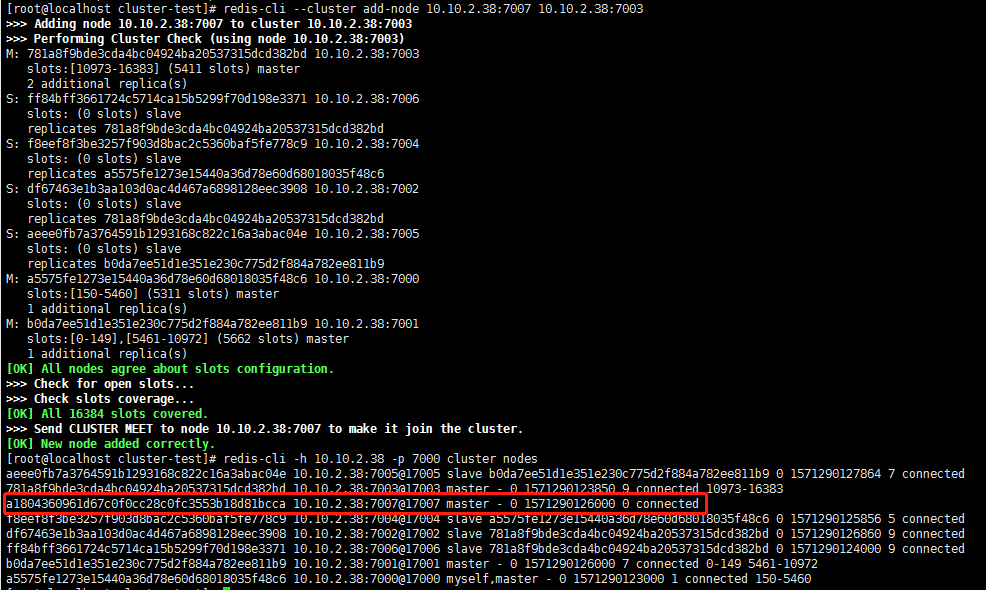 [root@localhost cluster-test]# redis-cli --cluster add-node 10.10.2.38:7007 10.10.2.38:7003
>>> Adding node 10.10.2.38:7007 to cluster 10.10.2.38:7003
>>> Performing Cluster Check (using node 10.10.2.38:7003)
M: 781a8f9bde3cda4bc04924ba20537315dcd382bd 10.10.2.38:7003
   slots:[10973-16383] (5411 slots) master
   2 additional replica(s)
S: ff84bff3661724c5714ca15b5299f70d198e3371 10.10.2.38:7006
   slots: (0 slots) slave
   replicates 781a8f9bde3cda4bc04924ba20537315dcd382bd
S: f8eef8f3be3257f903d8bac2c5360baf5fe778c9 10.10.2.38:7004
   slots: (0 slots) slave
   replicates a5575fe1273e15440a36d78e60d68018035f48c6
S: df67463e1b3aa103d0ac4d467a6898128eec3908 10.10.2.38:7002
   slots: (0 slots) slave
   replicates 781a8f9bde3cda4bc04924ba20537315dcd382bd
S: aeee0fb7a3764591b1293168c822c16a3abac04e 10.10.2.38:7005
   slots: (0 slots) slave
   replicates b0da7ee51d1e351e230c775d2f884a782ee811b9
M: a5575fe1273e15440a36d78e60d68018035f48c6 10.10.2.38:7000
   slots:[150-5460] (5311 slots) master
   1 additional replica(s)
M: b0da7ee51d1e351e230c775d2f884a782ee811b9 10.10.2.38:7001
   slots:[0-149],[5461-10972] (5662 slots) master
   1 additional replica(s)
[OK] All nodes agree about slots configuration.
>>> Check for open slots...
>>> Check slots coverage...
[OK] All 16384 slots covered.
>>> Send CLUSTER MEET to node 10.10.2.38:7007 to make it join the cluster.
[OK] New node added correctly.
[root@localhost cluster-test]# redis-cli -h 10.10.2.38 -p 7000 cluster nodes
aeee0fb7a3764591b1293168c822c16a3abac04e 10.10.2.38:7005@17005 slave b0da7ee51d1e351e230c775d2f884a782ee811b9 0 1571290127864 7 connected
781a8f9bde3cda4bc04924ba20537315dcd382bd 10.10.2.38:7003@17003 master - 0 1571290123850 9 connected 10973-16383
a1804360961d67c0f0cc28c0fc3553b18d81bcca 10.10.2.38:7007@17007 master - 0 1571290126000 0 connected
f8eef8f3be3257f903d8bac2c5360baf5fe778c9 10.10.2.38:7004@17004 slave a5575fe1273e15440a36d78e60d68018035f48c6 0 1571290125856 5 connected
df67463e1b3aa103d0ac4d467a6898128eec3908 10.10.2.38:7002@17002 slave 781a8f9bde3cda4bc04924ba20537315dcd382bd 0 1571290126860 9 connected
ff84bff3661724c5714ca15b5299f70d198e3371 10.10.2.38:7006@17006 slave 781a8f9bde3cda4bc04924ba20537315dcd382bd 0 1571290124000 9 connected
b0da7ee51d1e351e230c775d2f884a782ee811b9 10.10.2.38:7001@17001 master - 0 1571290126000 7 connected 0-149 5461-10972
a5575fe1273e15440a36d78e60d68018035f48c6 10.10.2.38:7000@17000 myself,master - 0 1571290123000 1 connected 150-5460